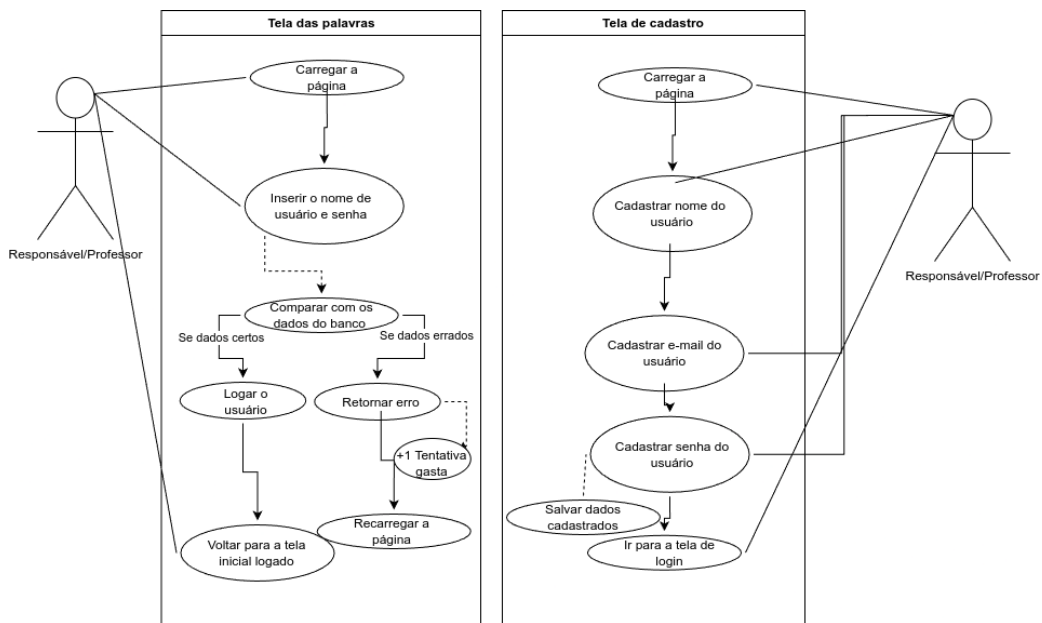 Tela das palavras
Carregar a
página
Inserir o nome de
usuário e senha
Responsável/Professor
Comparar com os
dados do banco
Se dados certos
Se dados errados
Logar o
usuário
Retornar erro
+1 Tentativa
gasta
Recarregar a
página
Voltar para a tela
inicial logado
Tela de cadastro
Carregar a
página
Cadastrar nome do
usuário
Responsável/Professor
Cadastrar e-mail do
usuário
Cadastrar senha do
usuário
Salvar dados
cadastrados
Ir para a tela de
login